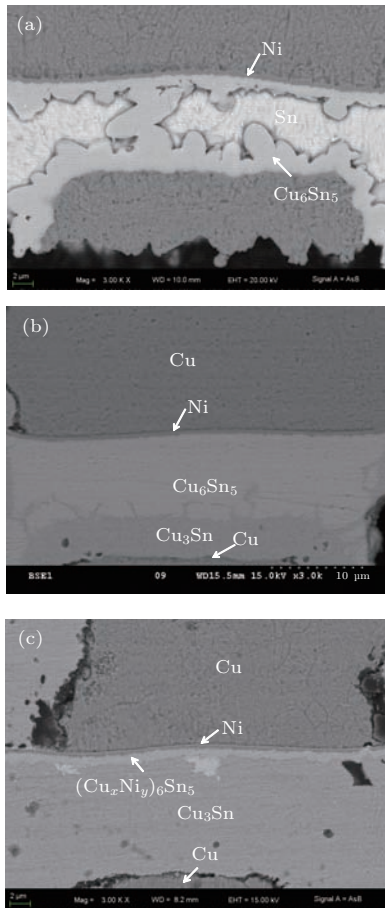 (a)
Ni
Sn
Cu₆Sn₅
2 µm
Mag = 3.00 K X WD = 10.0 mm EHT = 20.00 kV Signal A = AsB
(b)
Cu
Ni
Cu₆Sn₅
Cu₃Sn
Cu
BSE1 09 WD15.5mm 15.0kV x3.0k 10 µm
(c)
Cu
Ni
(CuₓNiᵧ)₆Sn₅
Cu₃Sn
Cu
2 µm
Mag = 3.00 K X WD = 8.2 mm EHT = 15.00 kV Signal A = AsB